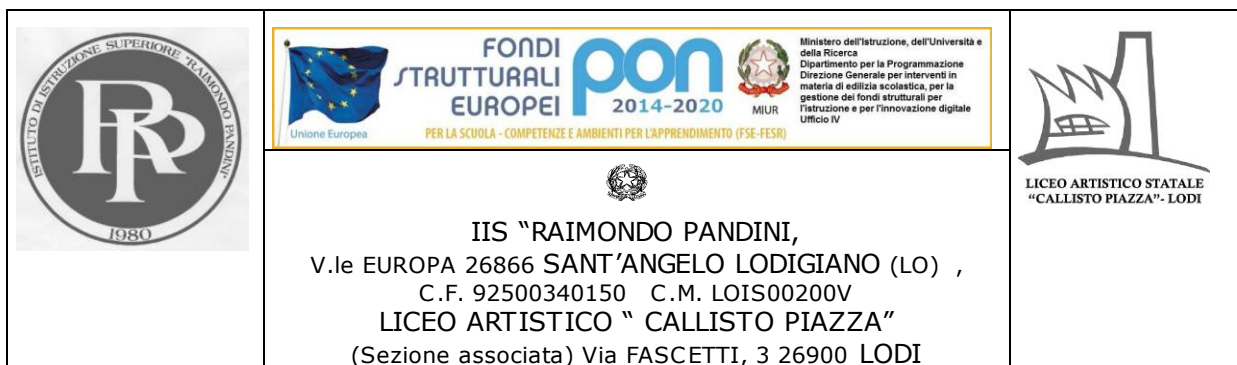 ISTITUTO DI ISTRUZIONE SUPERIORE "RAIMONDO PANDINI"
RP
1980
Unione Europea
FONDI
STRUTTURALI
EUROPEI
pon
2014-2020
MIUR
Ministero dell'Istruzione, dell'Università e
della Ricerca
Dipartimento per la Programmazione
Direzione Generale per interventi in
materia di edilizia scolastica, per la
gestione dei fondi strutturali per
l'istruzione e per l'innovazione digitale
Ufficio IV
PER LA SCUOLA - COMPETENZE E AMBIENTI PER L'APPRENDIMENTO (FSE-FESR)
LICEO ARTISTICO STATALE
"CALLISTO PIAZZA"- LODI
IIS "RAIMONDO PANDINI,
V.le EUROPA 26866 SANT'ANGELO LODIGIANO (LO) ,
C.F. 92500340150 C.M. LOIS00200V
LICEO ARTISTICO " CALLISTO PIAZZA"
(Sezione associata) Via FASCETTI, 3 26900 LODI